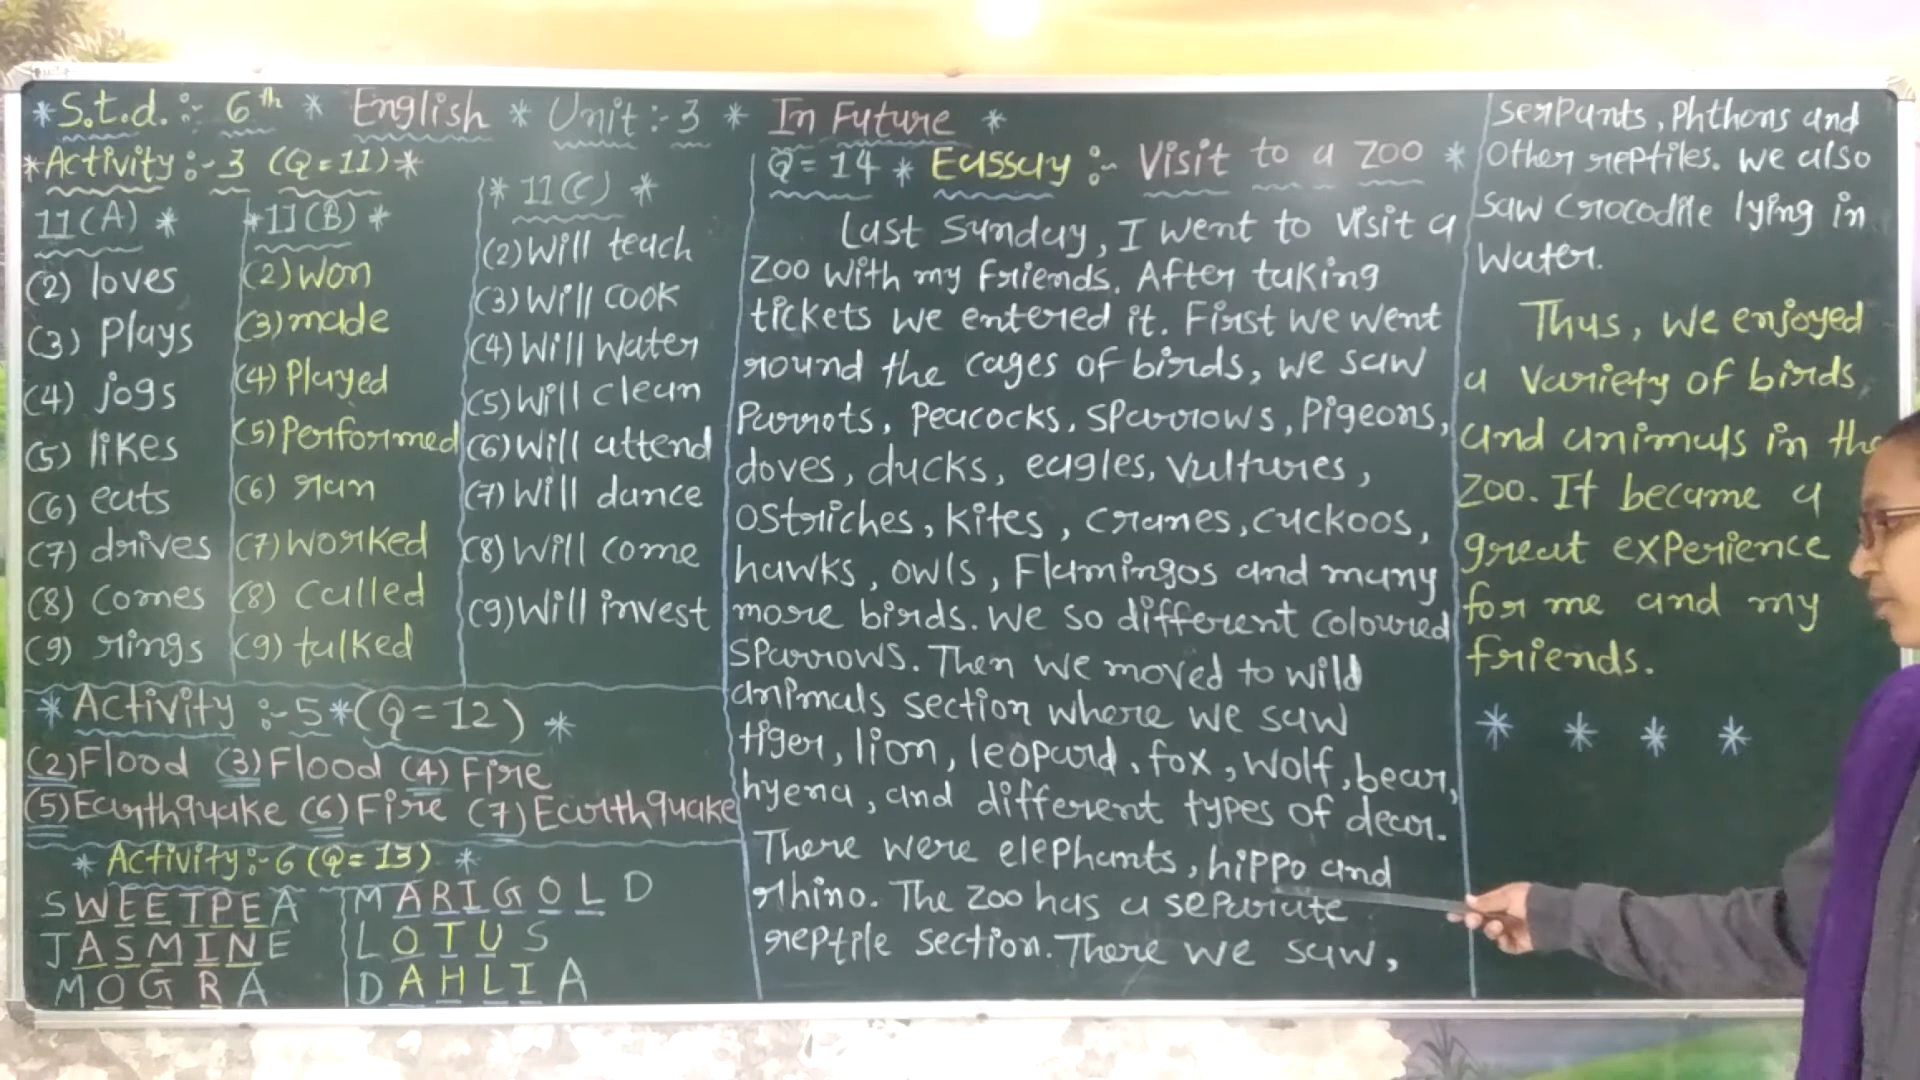 * S.t.d. :- 6th * English * Unit :- 3 * In Future *
* Activity :- 3 (Q=11) *
11(A) *
(2) loves
(3) Plays
(4) jogs
(5) likes
(6) eats
(7) drives
(8) comes
(9) rings
* 11(B) *
(2) Won
(3) made
(4) Played
(5) Performed
(6) ran
(7) worked
(8) called
(9) talked
* 11(C) *
(2) Will teach
(3) Will cook
(4) Will water
(5) Will clean
(6) Will attend
(7) Will dance
(8) Will come
(9) Will invest
* Activity :- 5 * (Q=12) *
(2) Flood (3) Flood (4) Fire
(5) Earthquake (6) Fire (7) Earthquake
* Activity :- 6 (Q=13) *
SWEETPEA
JASMINE
MOGRA
MARIGOLD
LOTUS
DAHLIA
Q=14 * Eassay :- Visit to a Zoo *
Last Sunday, I went to visit a
Zoo with my friends. After taking
tickets we entered it. First we went
round the cages of birds, we saw
Parrots, Peacocks, Sparrows, Pigeons,
doves, ducks, eagles, vultures,
ostriches, kites, cranes, cuckoos,
hawks, owls, Flamingos and many
more birds. We so different coloured
Sparrows. Then we moved to wild
animals section where we saw
tiger, lion, leopard, fox, wolf, bear,
hyena, and different types of decor.
There were elephants, hippo and
rhino. The zoo has a separate
reptile section. There we saw,
serpants, Phthons and
Other reptiles. We also
saw crocodile lying in
Water.
Thus, we enjoyed
a variety of birds,
and animals in the
Zoo. It became a
great experience
for me and my
friends.
* * * *